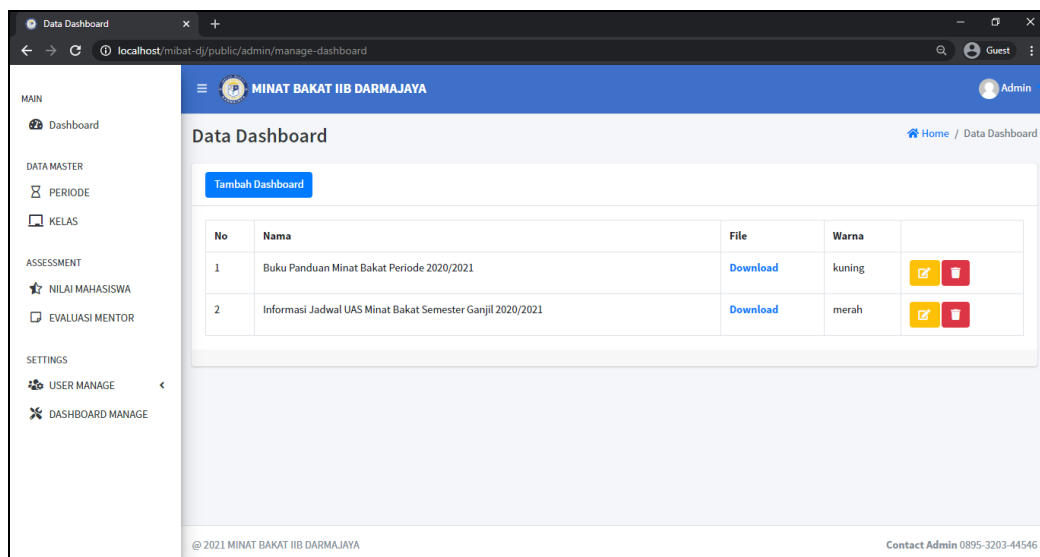 Data Dashboard
localhost/mibat-dj/public/admin/manage-dashboard
Guest
MAIN
Dashboard
DATA MASTER
PERIODE
KELAS
ASSESSMENT
NILAI MAHASISWA
EVALUASI MENTOR
SETTINGS
USER MANAGE
DASHBOARD MANAGE
MINAT BAKAT IIB DARMAJAYA
Admin
Data Dashboard
Home / Data Dashboard
Tambah Dashboard
No Nama File Warna
1 Buku Panduan Minat Bakat Periode 2020/2021 Download kuning
2 Informasi Jadwal UAS Minat Bakat Semester Ganjil 2020/2021 Download merah
@ 2021 MINAT BAKAT IIB DARMAJAYA
Contact Admin 0895-3203-44546